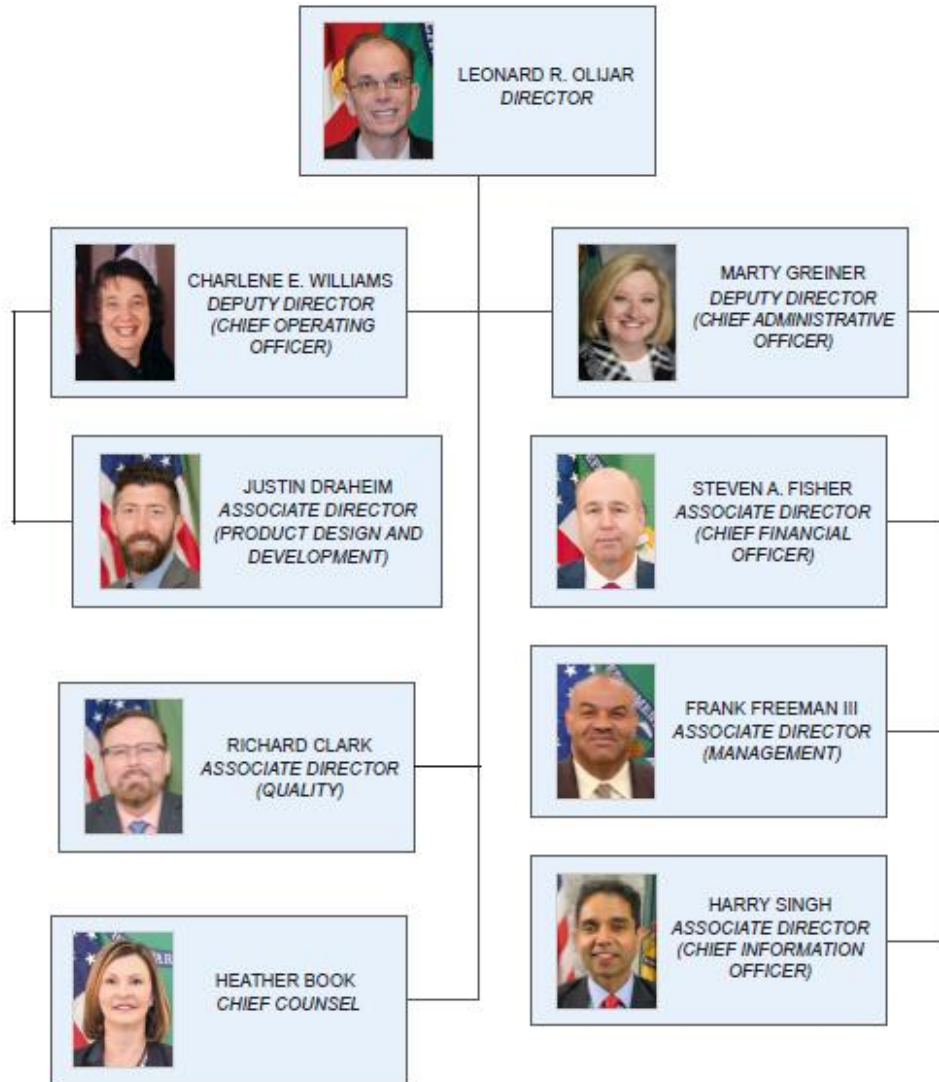 LEONARD R. OLIJAR
DIRECTOR
CHARLENE E. WILLIAMS
DEPUTY DIRECTOR
(CHIEF OPERATING
OFFICER)
MARTY GREINER
DEPUTY DIRECTOR
(CHIEF ADMINISTRATIVE
OFFICER)
JUSTIN DRAHEIM
ASSOCIATE DIRECTOR
(PRODUCT DESIGN AND
DEVELOPMENT)
STEVEN A. FISHER
ASSOCIATE DIRECTOR
(CHIEF FINANCIAL
OFFICER)
RICHARD CLARK
ASSOCIATE DIRECTOR
(QUALITY)
FRANK FREEMAN III
ASSOCIATE DIRECTOR
(MANAGEMENT)
HEATHER BOOK
CHIEF COUNSEL
HARRY SINGH
ASSOCIATE DIRECTOR
(CHIEF INFORMATION
OFFICER)